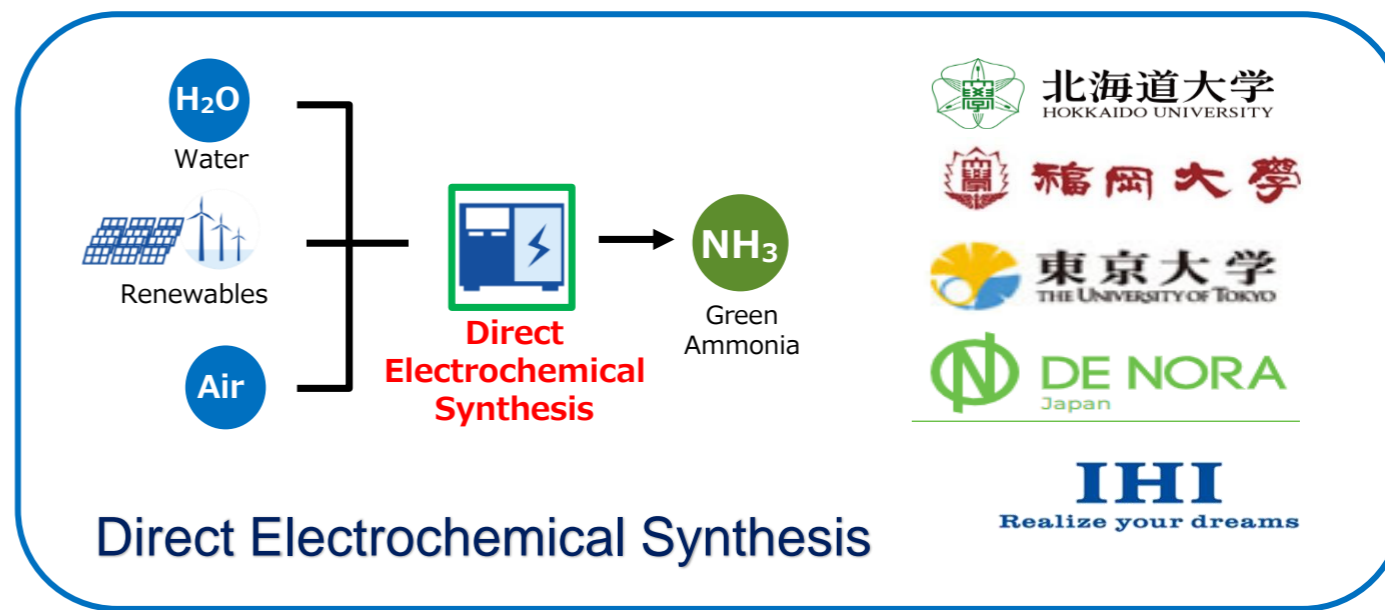 H₂O
Water
Renewables
Air
Direct
Electrochemical
Synthesis
NH₃
Green
Ammonia
Direct Electrochemical Synthesis
北海道大学
HOKKAIDO UNIVERSITY
福岡大學
東京大学
THE UNIVERSITY OF TOKYO
DE NORA
Japan
IHI
Realize your dreams